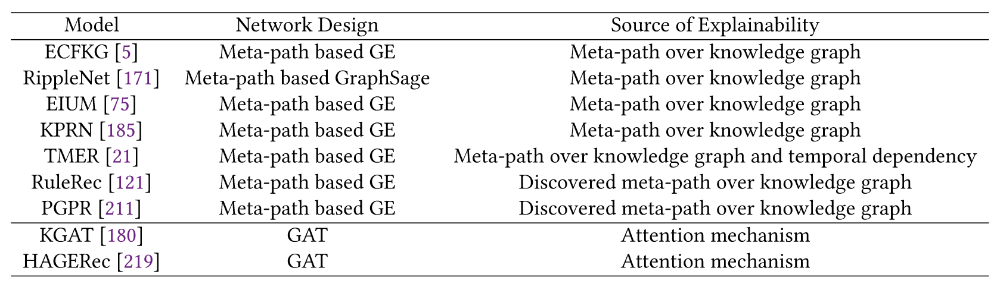 Model Network Design Source of Explainability
ECFKG [5] Meta-path based GE Meta-path over knowledge graph
RippleNet [171] Meta-path based GraphSage Meta-path over knowledge graph
EIUM [75] Meta-path based GE Meta-path over knowledge graph
KPRN [185] Meta-path based GE Meta-path over knowledge graph
TMER [21] Meta-path based GE Meta-path over knowledge graph and temporal dependency
RuleRec [121] Meta-path based GE Discovered meta-path over knowledge graph
PGPR [211] Meta-path based GE Discovered meta-path over knowledge graph
KGAT [180] GAT Attention mechanism
HAGERec [219] GAT Attention mechanism